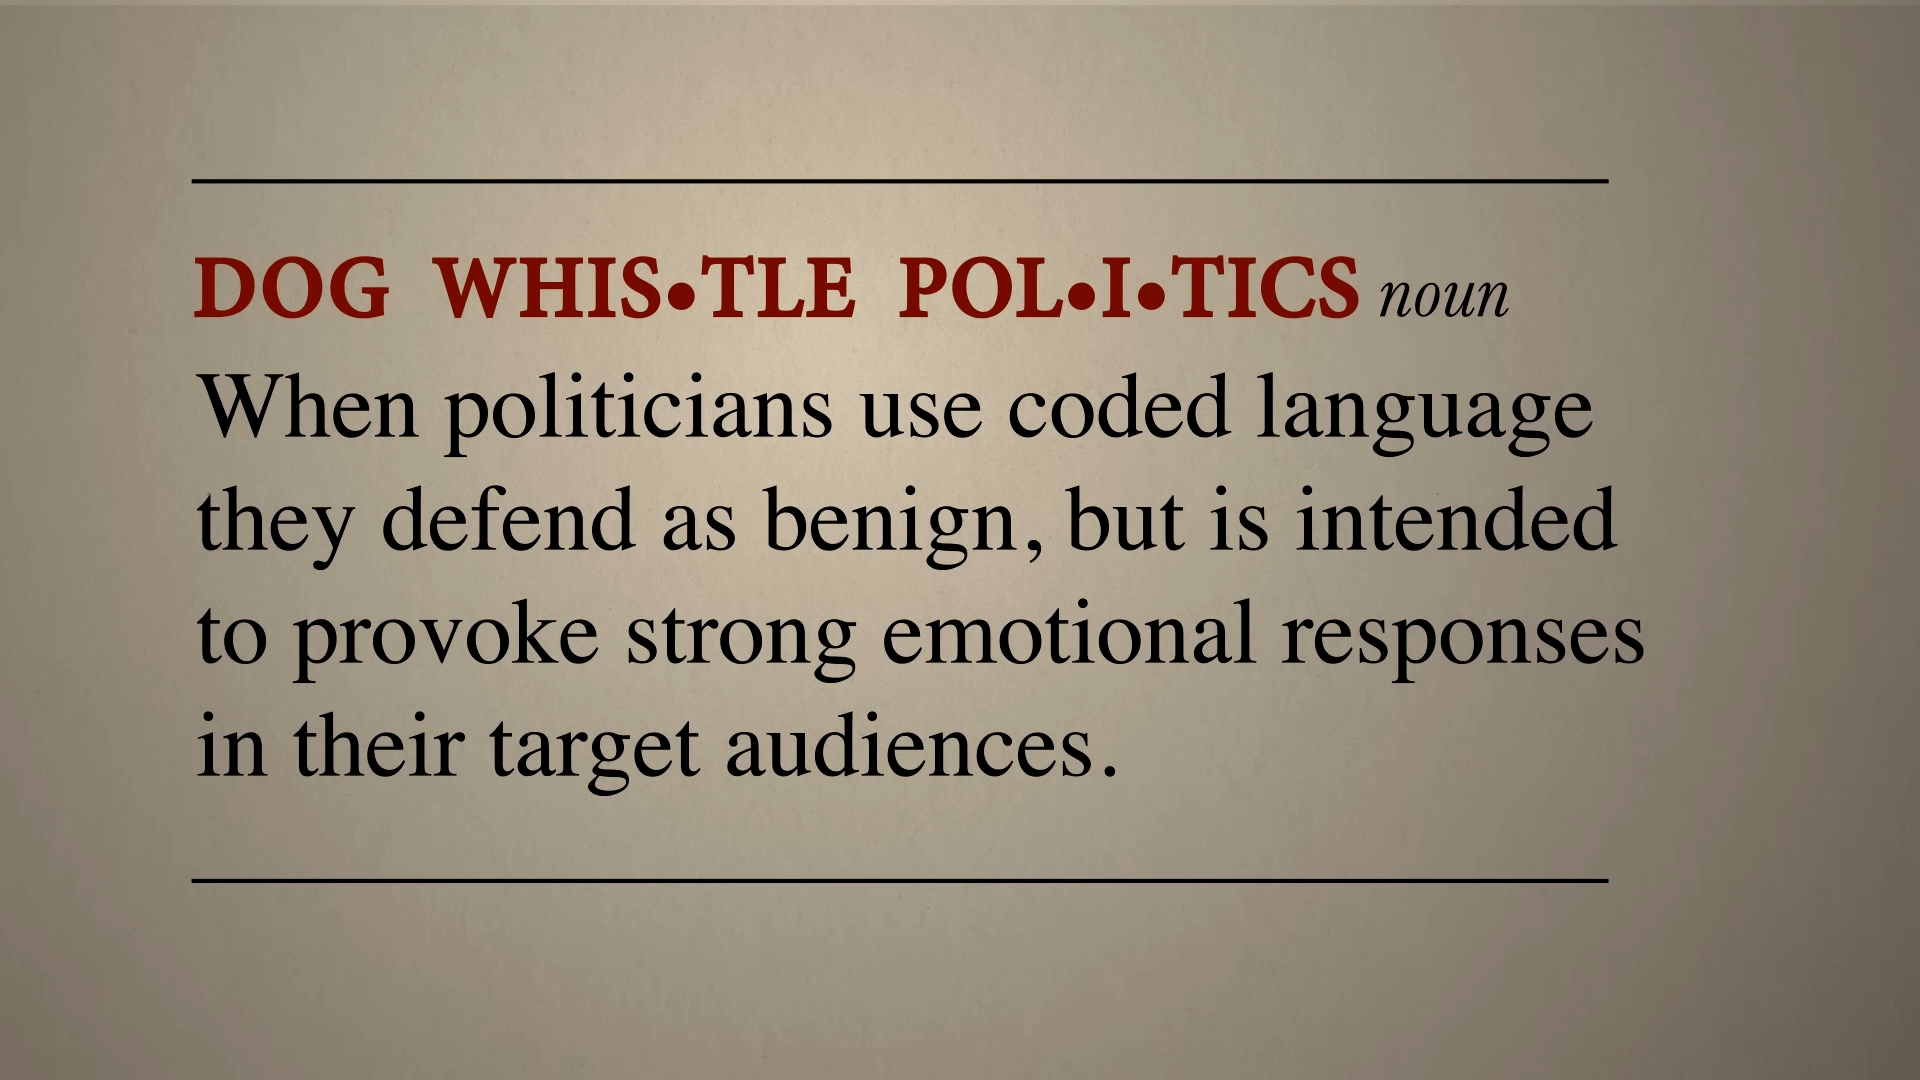 DOG WHIS•TLE POL•I•TICS noun
When politicians use coded language
they defend as benign, but is intended
to provoke strong emotional responses
in their target audiences.